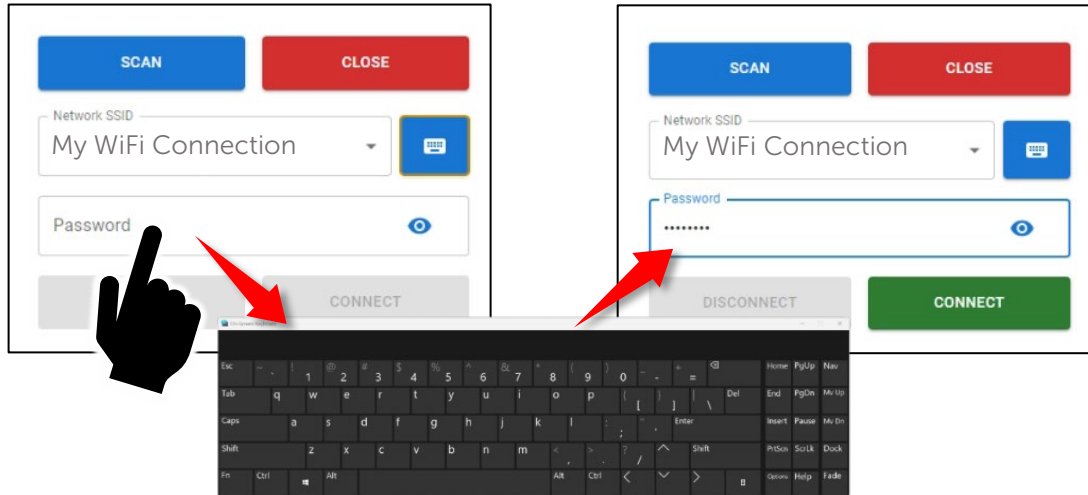 SCAN CLOSE
Network SSID
My WiFi Connection
Password
CONNECT
SCAN CLOSE
Network SSID
My WiFi Connection
Password
••••••••
DISCONNECT CONNECT
Esc ~ ` ! 1 @ 2 # 3 $ 4 % 5 ^ 6 & 7 * 8 ( 9 ) 0 _ - + = Home PgUp Nav
Tab q w e r t y u i o p { [ } ] | \ Del End PgDn Mv Up
Caps a s d f g h j k l : ; " ' Enter Insert Pause Mv Dn
Shift z x c v b n m < , > . ? / Shift PrtScn ScrLk Dock
Fn Ctrl Alt Alt Ctrl Options Help Fade